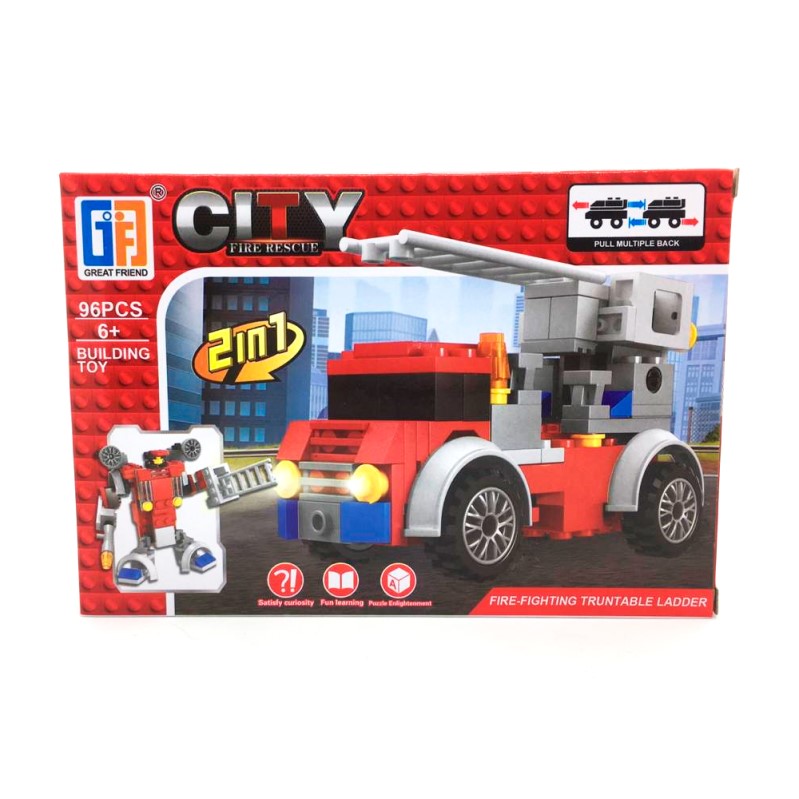 GF
®
GREAT FRIEND
CITY
FIRE RESCUE
PULL MULTIPLE BACK
96PCS
6+
BUILDING
TOY
2in1
?!
A
Satisfy curiosity
Fun learning
Puzzle Enlightenment
FIRE-FIGHTING TRUNTABLE LADDER